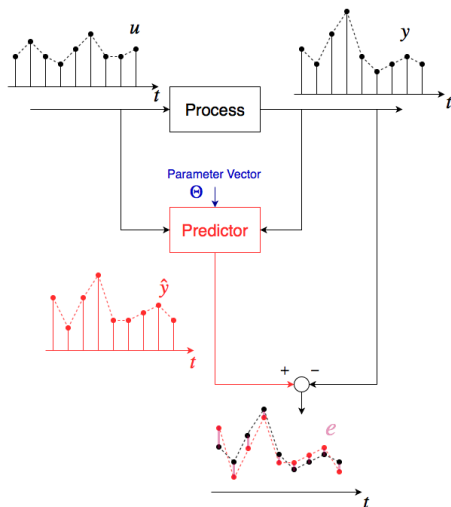 u
y
t
t
Process
Parameter Vector
Θ
Predictor
ŷ
t
+ −
e
t